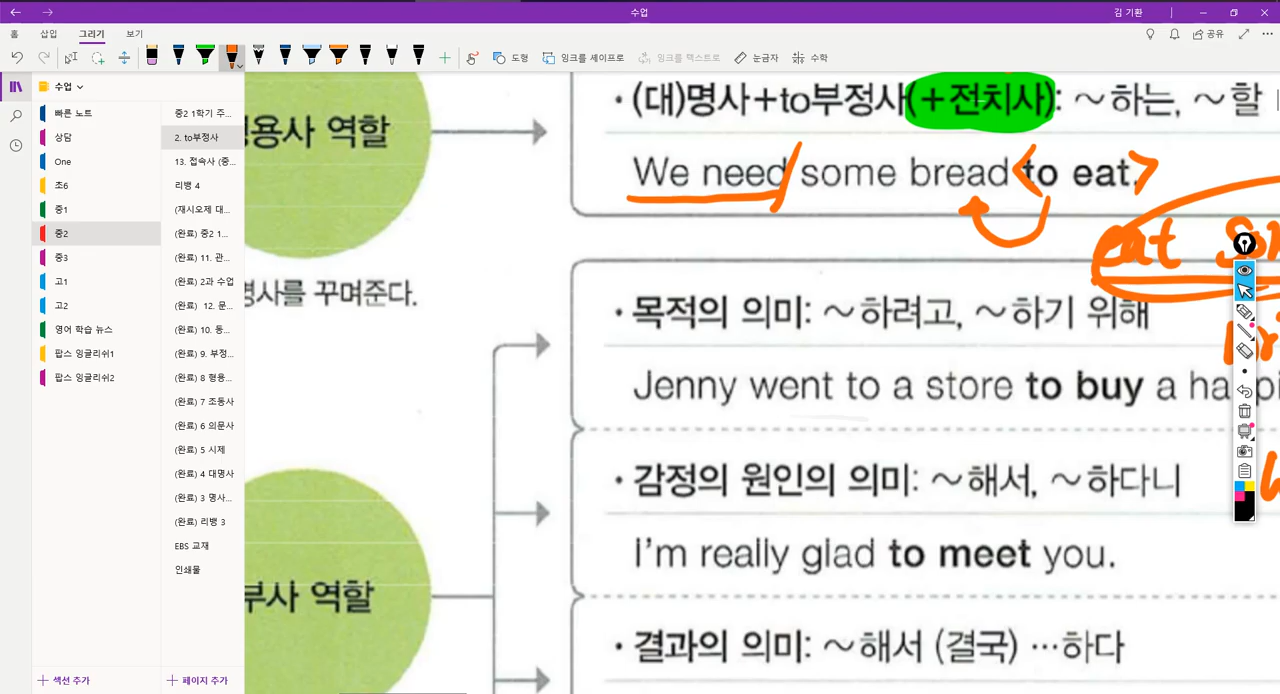 수업
김 기환
홈 삽입 그리기 보기
공유
도형 잉크를 셰이프로 잉크를 텍스트로 눈금자 수학
수업
빠른 노트
상담
One
초6
중1
중2
중3
고1
고2
영어 학습 뉴스
팝스 잉글리쉬1
팝스 잉글리쉬2
섹션 추가
중2 1학기 주...
2. to부정사
13. 접속사 (중...
리뱅 4
(재시오제 대...
(완료) 중2 1...
(완료) 11. 관...
(완료) 2과 수업
(완료) 12. 문...
(완료) 10. 동...
(완료) 9. 부정...
(완료) 8 형용...
(완료) 7 조동사
(완료) 6 의문사
(완료) 5 시제
(완료) 4 대명사
(완료) 3 명사...
(완료) 리뱅 3
EBS 교재
인쇄물
페이지 추가
형용사 역할
• (대)명사+to부정사(+전치사): ~하는, ~할
We need some bread to eat.
eat
명사를 꾸며준다.
• 목적의 의미: ~하려고, ~하기 위해
Jenny went to a store to buy a
• 감정의 원인의 의미: ~해서, ~하다니
I'm really glad to meet you.
부사 역할
• 결과의 의미: ~해서 (결국) …하다